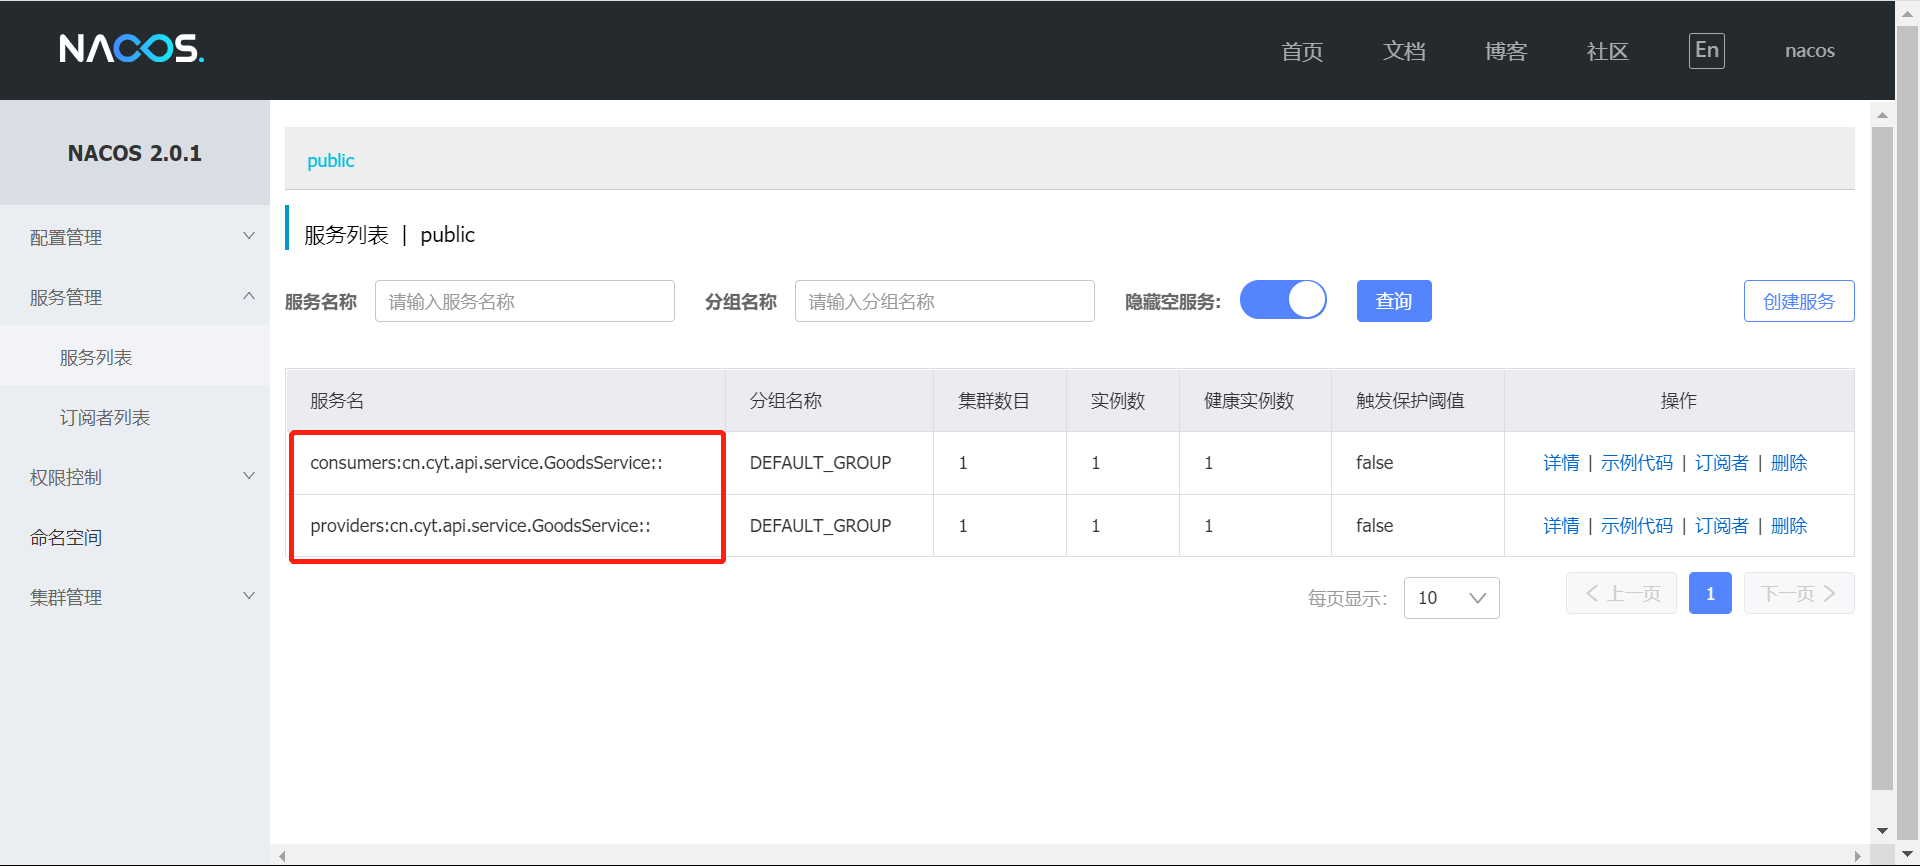 NACOS.
首页 文档 博客 社区 En nacos
NACOS 2.0.1
配置管理
服务管理
服务列表
订阅者列表
权限控制
命名空间
集群管理
public
服务列表 | public
服务名称 请输入服务名称 分组名称 请输入分组名称 隐藏空服务: 查询 创建服务
服务名 分组名称 集群数目 实例数 健康实例数 触发保护阈值 操作
consumers:cn.cyt.api.service.GoodsService:: DEFAULT_GROUP 1 1 1 false 详情 | 示例代码 | 订阅者 | 删除
providers:cn.cyt.api.service.GoodsService:: DEFAULT_GROUP 1 1 1 false 详情 | 示例代码 | 订阅者 | 删除
每页显示: 10 上一页 1 下一页